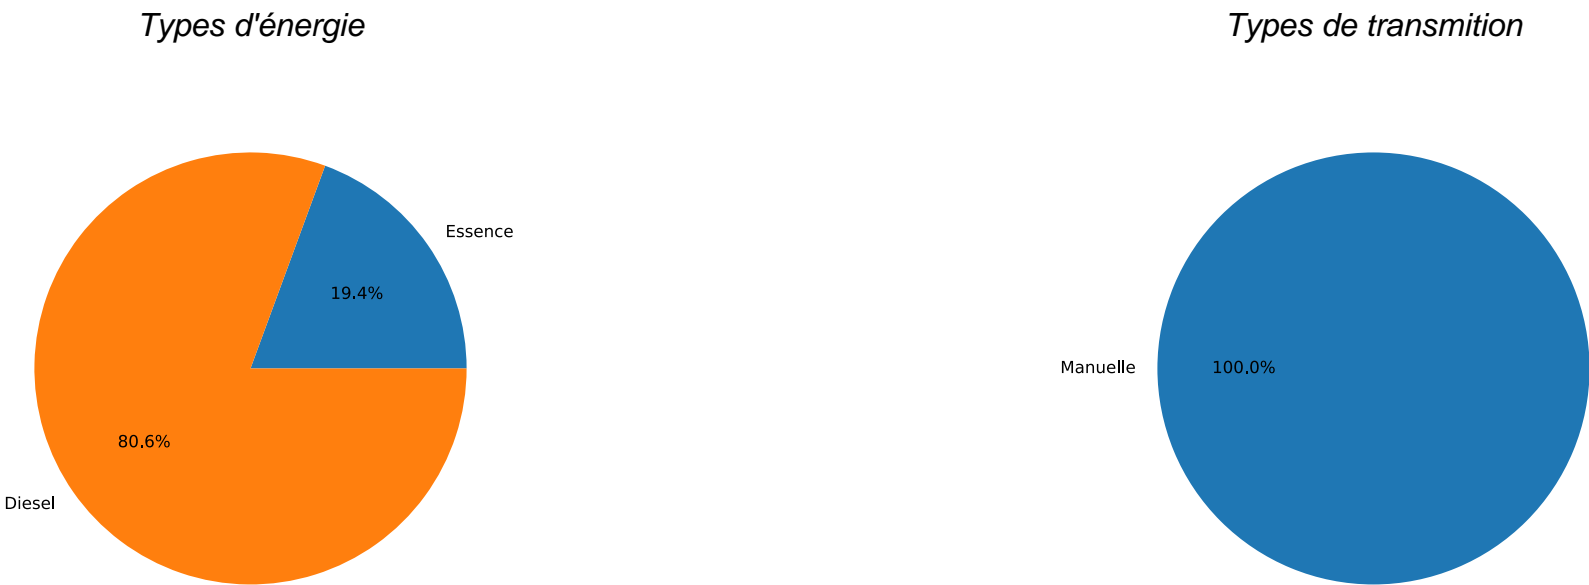 Types d'énergie
Types de transmition
Essence
19.4%
80.6%
Diesel
Manuelle
100.0%